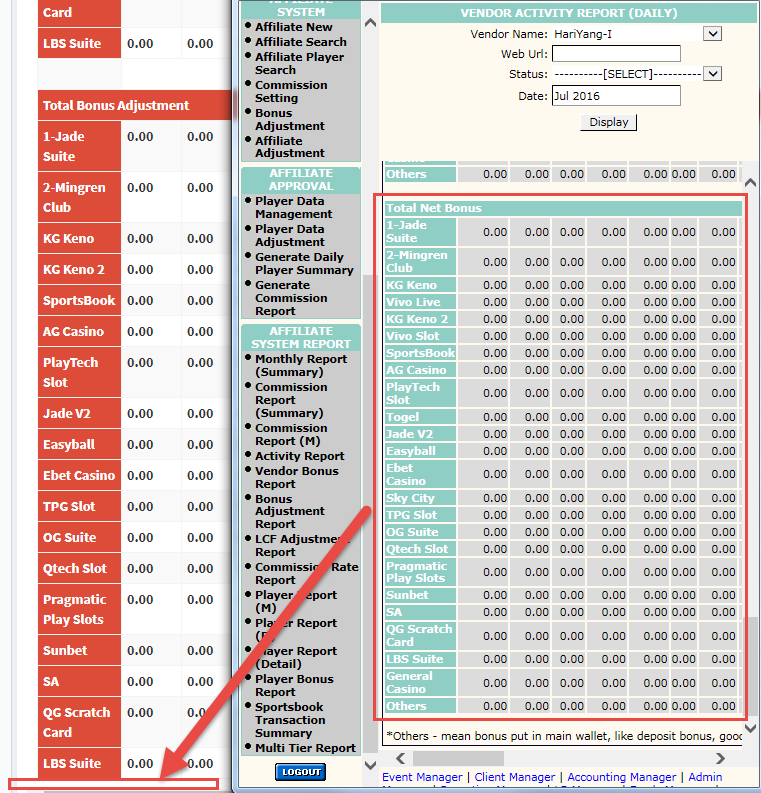 Card
LBS Suite 0.00 0.00
Total Bonus Adjustment
1-Jade 0.00 0.00
Suite
2-Mingren 0.00 0.00
Club
KG Keno 0.00 0.00
KG Keno 2 0.00 0.00
SportsBook 0.00 0.00
AG Casino 0.00 0.00
PlayTech 0.00 0.00
Slot
Jade V2 0.00 0.00
Easyball 0.00 0.00
Ebet Casino 0.00 0.00
TPG Slot 0.00 0.00
OG Suite 0.00 0.00
Qtech Slot 0.00 0.00
Pragmatic 0.00 0.00
Play Slots
Sunbet 0.00 0.00
SA 0.00 0.00
QG Scratch 0.00 0.00
Card
LBS Suite 0.00 0.00
AFFILIATE
SYSTEM
Affiliate New
Affiliate Search
Affiliate Player
Search
Commission
Setting
Bonus
Adjustment
Affiliate
Adjustment
AFFILIATE
APPROVAL
Player Data
Management
Player Data
Adjustment
Generate Daily
Player Summary
Generate
Commission
Report
AFFILIATE
SYSTEM REPORT
Monthly Report
(Summary)
Commission
Report
(Summary)
Commission
Report (M)
Activity Report
Vendor Bonus
Report
Bonus
Adjustment
Report
LCF Adjustment
Report
Commission Rate
Report
Player Report
(M)
Player Report
Player Report
(Detail)
Player Bonus
Report
Sportsbook
Transaction
Summary
Multi Tier Report
LOGOUT
VENDOR ACTIVITY REPORT (DAILY)
Vendor Name: HariYang-I
Web Url:
Status: ----------[SELECT]----------
Date: Jul 2016
Display
Others 0.00 0.00 0.00 0.00 0.00 0.00 0.00
Total Net Bonus
1-Jade 0.00 0.00 0.00 0.00 0.00 0.00 0.00
Suite
2-Mingren 0.00 0.00 0.00 0.00 0.00 0.00 0.00
Club
KG Keno 0.00 0.00 0.00 0.00 0.00 0.00 0.00
Vivo Live 0.00 0.00 0.00 0.00 0.00 0.00 0.00
KG Keno 2 0.00 0.00 0.00 0.00 0.00 0.00 0.00
Vivo Slot 0.00 0.00 0.00 0.00 0.00 0.00 0.00
SportsBook 0.00 0.00 0.00 0.00 0.00 0.00 0.00
AG Casino 0.00 0.00 0.00 0.00 0.00 0.00 0.00
PlayTech 0.00 0.00 0.00 0.00 0.00 0.00 0.00
Slot
Togel 0.00 0.00 0.00 0.00 0.00 0.00 0.00
Jade V2 0.00 0.00 0.00 0.00 0.00 0.00 0.00
Easyball 0.00 0.00 0.00 0.00 0.00 0.00 0.00
Ebet 0.00 0.00 0.00 0.00 0.00 0.00 0.00
Casino
Sky City 0.00 0.00 0.00 0.00 0.00 0.00 0.00
TPG Slot 0.00 0.00 0.00 0.00 0.00 0.00 0.00
OG Suite 0.00 0.00 0.00 0.00 0.00 0.00 0.00
Qtech Slot 0.00 0.00 0.00 0.00 0.00 0.00 0.00
Pragmatic 0.00 0.00 0.00 0.00 0.00 0.00 0.00
Play Slots
Sunbet 0.00 0.00 0.00 0.00 0.00 0.00 0.00
SA 0.00 0.00 0.00 0.00 0.00 0.00 0.00
QG Scratch 0.00 0.00 0.00 0.00 0.00 0.00 0.00
Card
LBS Suite 0.00 0.00 0.00 0.00 0.00 0.00 0.00
General 0.00 0.00 0.00 0.00 0.00 0.00 0.00
Casino
Others 0.00 0.00 0.00 0.00 0.00 0.00 0.00
*Others - mean bonus put in main wallet, like deposit bonus, good
Event Manager | Client Manager | Accounting Manager | Admin